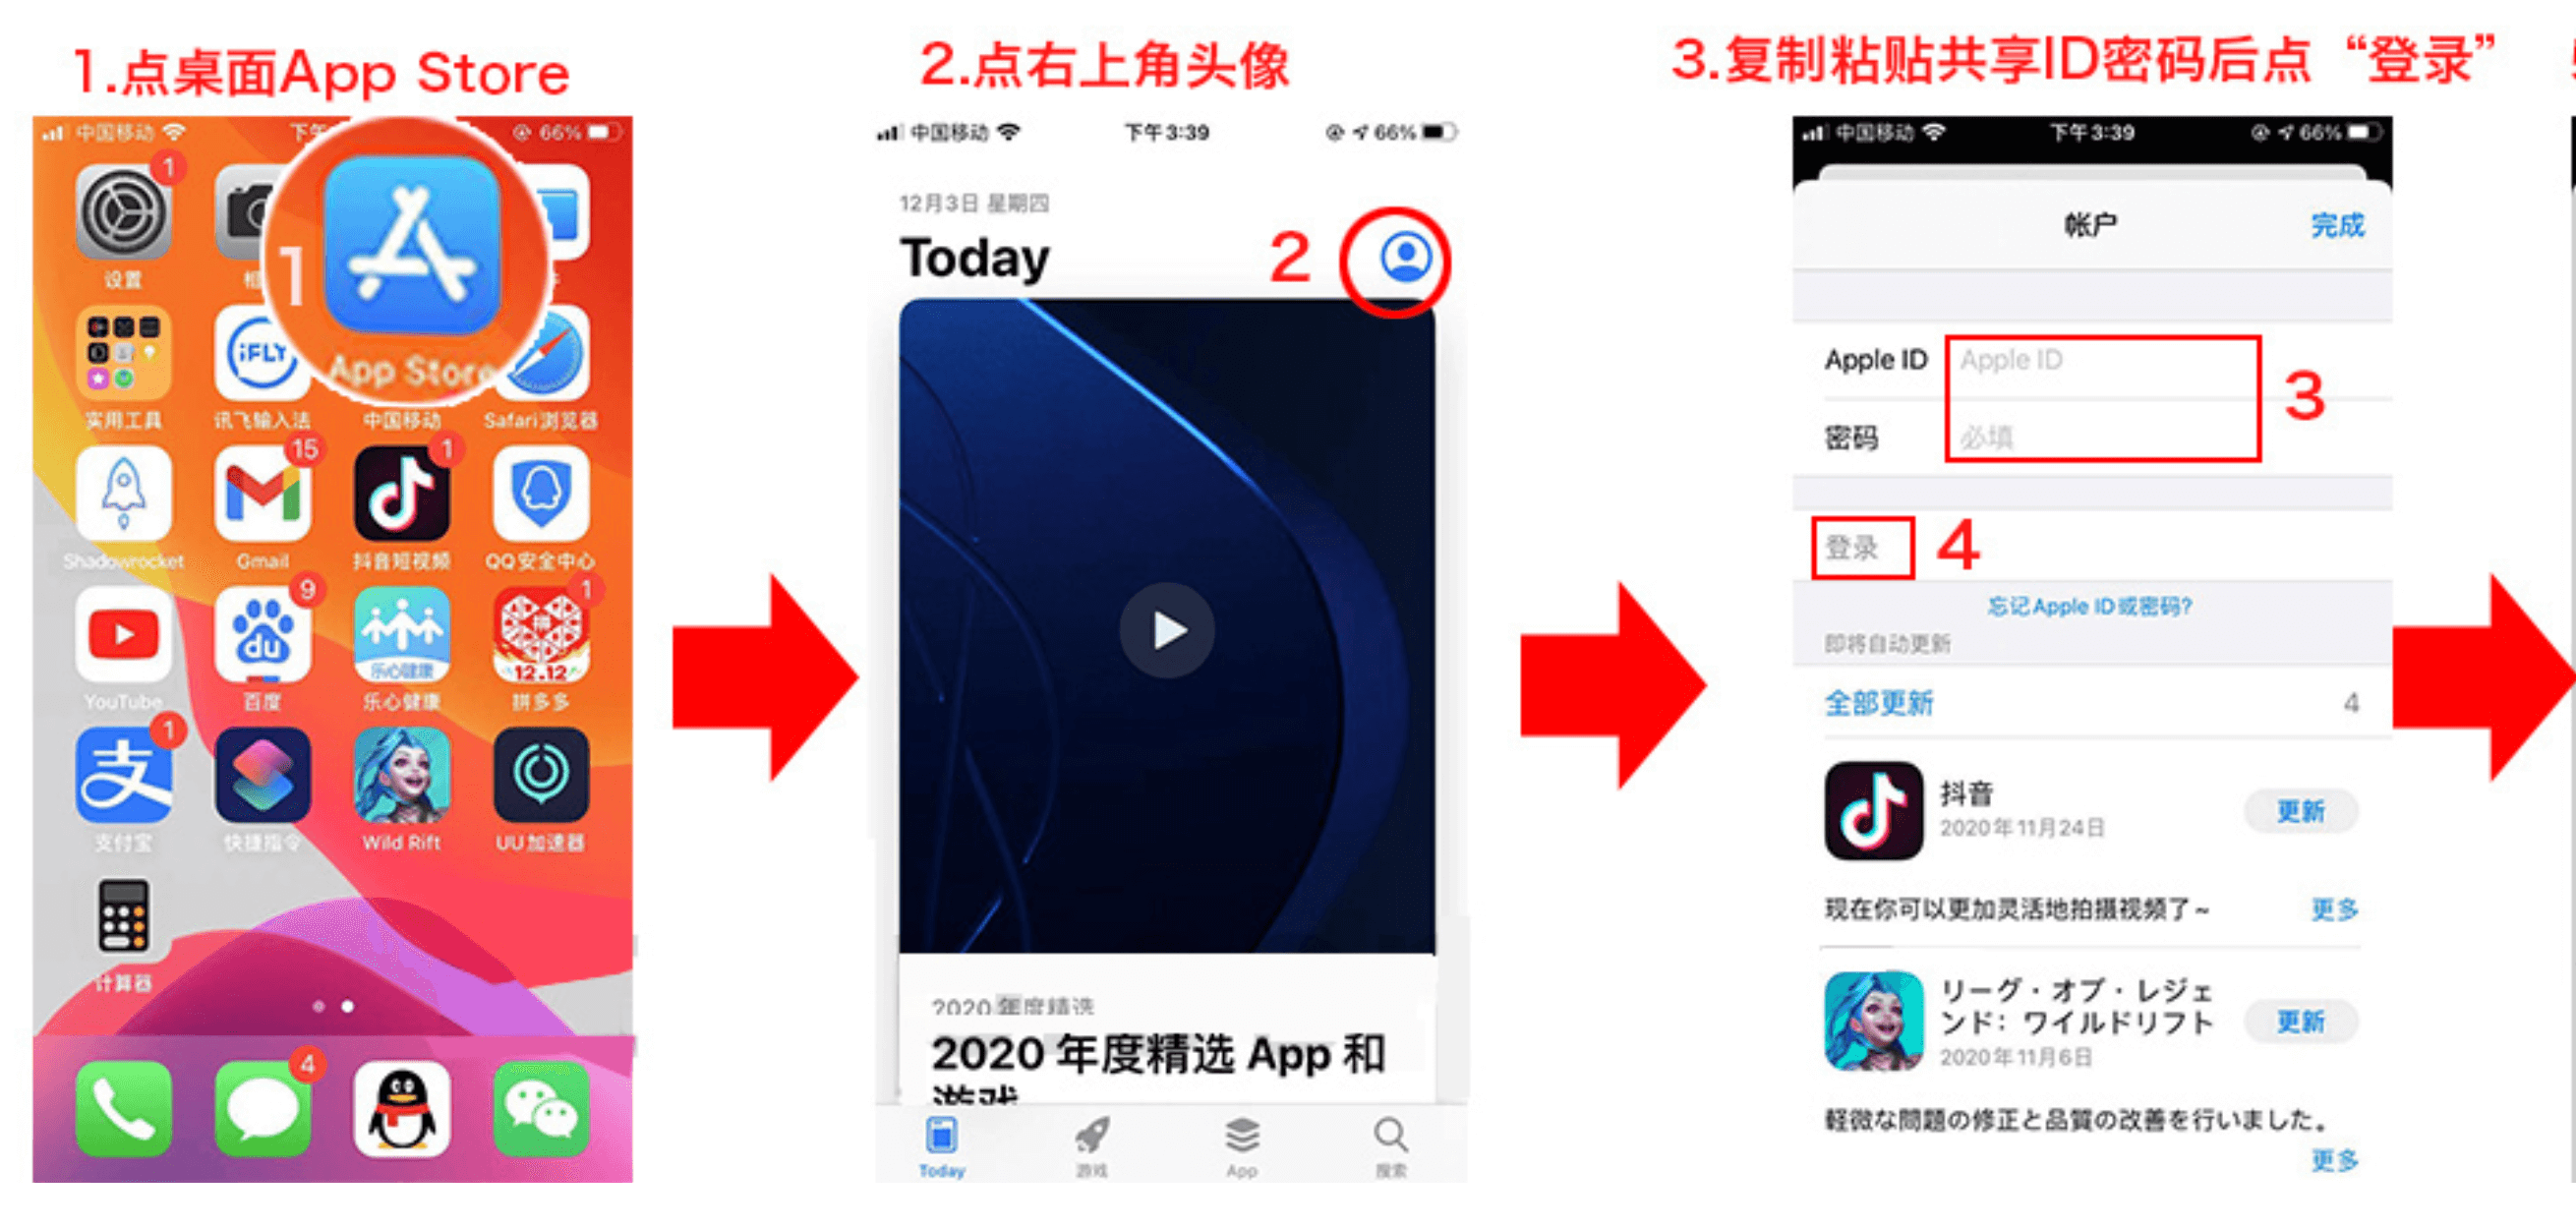 1.点桌面App Store
中国移动
下午
66%
1
1
App Store
设置
实用工具
iFLY
讯飞输入法
中国移动
Safari浏览器
15
1
Shadowrocket
Gmail
抖音短视频
QQ安全中心
9
1
du
乐心健康
拼
12.12
YouTube
百度
乐心健康
拼多多
1
支
支付宝
快捷指令
Wild Rift
UU加速器
计算器
4
2.点右上角头像
中国移动
下午3:39
66%
12月3日 星期四
Today
2
2020 年度精选
2020 年度精选 App 和
游戏
Today
游戏
App
搜索
3.复制粘贴共享ID密码后点“登录”
中国移动
下午3:39
66%
帐户
完成
Apple ID
Apple ID
3
密码
必填
登录
4
忘记Apple ID或密码?
即将自动更新
全部更新
4
抖音
2020年11月24日
更新
现在你可以更加灵活地拍摄视频了~
更多
リーグ・オブ・レジェ
ンド: ワイルドリフト
2020年11月6日
更新
軽微な問題の修正と品質の改善を行いました。
更多